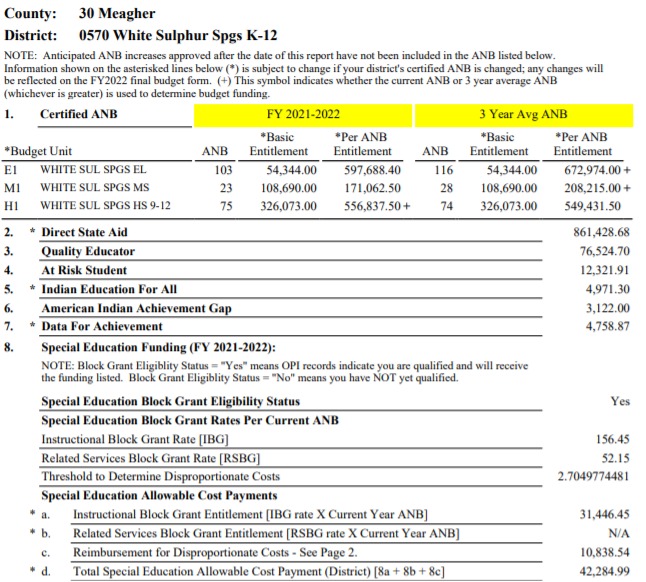 County: 30 Meagher
District: 0570 White Sulphur Spgs K-12
NOTE: Anticipated ANB increases approved after the date of this report have not been included in the ANB listed below.
Information shown on the asterisked lines below (*) is subject to change if your district's certified ANB is changed; any changes will
be reflected on the FY2022 final budget form. (+) This symbol indicates whether the current ANB or 3 year average ANB
(whichever is greater) is used to determine budget funding.
1. Certified ANB FY 2021-2022 3 Year Avg ANB
*Basic *Per ANB *Basic *Per ANB
*Budget Unit ANB Entitlement Entitlement ANB Entitlement Entitlement
E1 WHITE SUL SPGS EL 103 54,344.00 597,688.40 116 54,344.00 672,974.00 +
M1 WHITE SUL SPGS MS 23 108,690.00 171,062.50 28 108,690.00 208,215.00 +
H1 WHITE SUL SPGS HS 9-12 75 326,073.00 556,837.50 + 74 326,073.00 549,431.50
2. * Direct State Aid 861,428.68
3. Quality Educator 76,524.70
4. At Risk Student 12,321.91
5. * Indian Education For All 4,971.30
6. American Indian Achievement Gap 3,122.00
7. * Data For Achievement 4,758.87
8. Special Education Funding (FY 2021-2022):
NOTE: Block Grant Eligiblity Status = "Yes" means OPI records indicate you are qualified and will receive
the funding listed. Block Grant Eligiblity Status = "No" means you have NOT yet qualified.
Special Education Block Grant Eligibility Status Yes
Special Education Block Grant Rates Per Current ANB
Instructional Block Grant Rate [IBG] 156.45
Related Services Block Grant Rate [RSBG] 52.15
Threshold to Determine Disproportionate Costs 2.7049774481
Special Education Allowable Cost Payments
* a. Instructional Block Grant Entitlement [IBG rate X Current Year ANB] 31,446.45
* b. Related Services Block Grant Entitlement [RSBG rate X Current Year ANB] N/A
c. Reimbursement for Disproportionate Costs - See Page 2. 10,838.54
* d. Total Special Education Allowable Cost Payment (District) [8a + 8b + 8c] 42,284.99